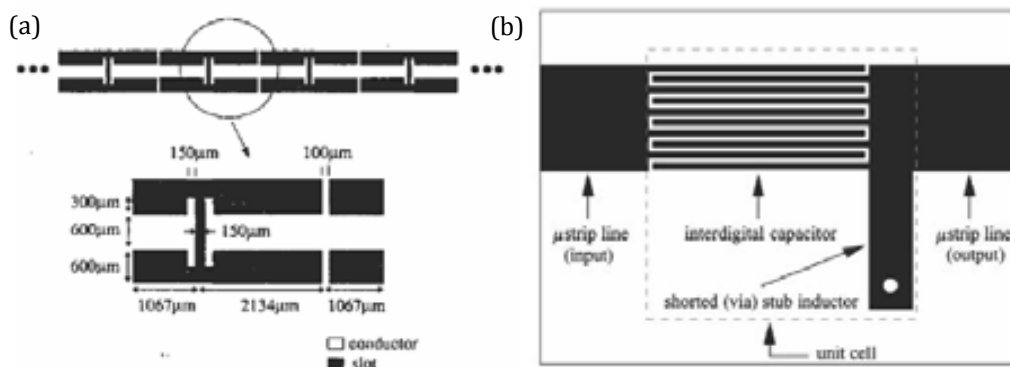 (a)
150μm
100μm
300μm
600μm
150μm
600μm
1067μm
2134μm
1067μm
conductor
slot
(b)
μstrip line
(input)
interdigital capacitor
μstrip line
(output)
shorted (via) stub inductor
unit cell